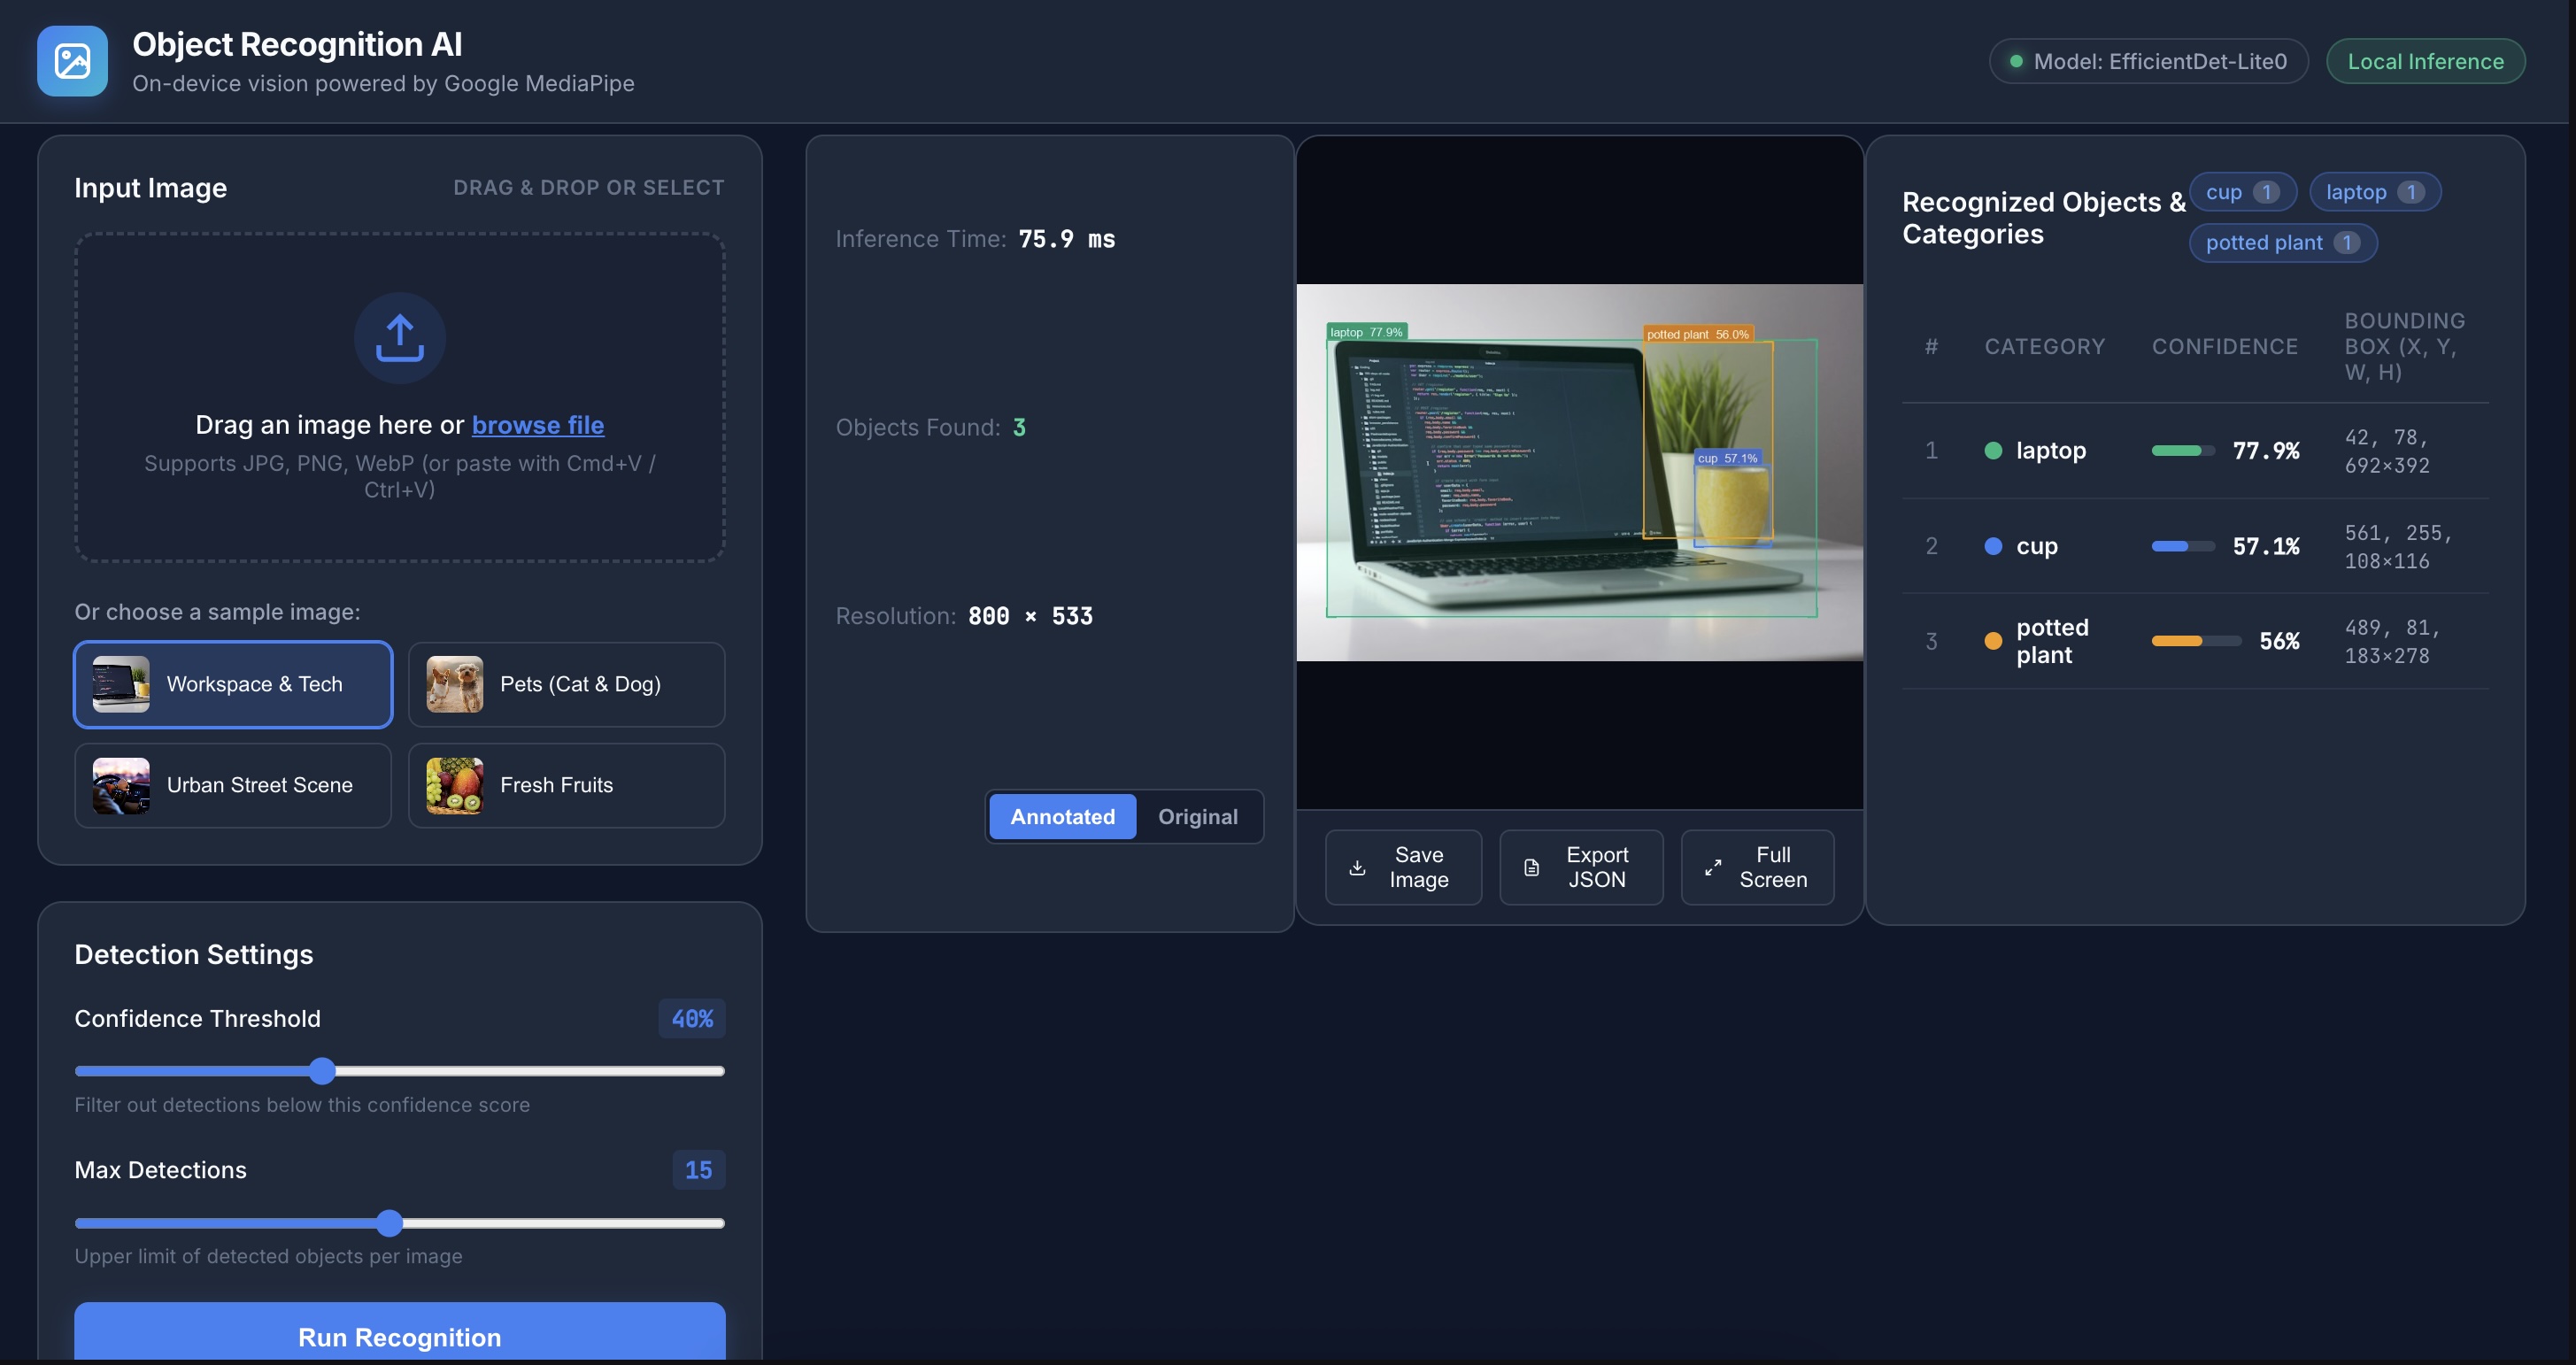 Object Recognition AI
On-device vision powered by Google MediaPipe
Model: EfficientDet-Lite0
Local Inference
Input Image
DRAG & DROP OR SELECT
Drag an image here or browse file
Supports JPG, PNG, WebP (or paste with Cmd+V /
Ctrl+V)
Or choose a sample image:
Workspace & Tech
Pets (Cat & Dog)
Urban Street Scene
Fresh Fruits
Detection Settings
Confidence Threshold
40%
Filter out detections below this confidence score
Max Detections
15
Upper limit of detected objects per image
Run Recognition
Inference Time: 75.9 ms
Objects Found: 3
Resolution: 800 × 533
Annotated
Original
laptop 77.9%
potted plant 56.0%
cup 57.1%
Save
Image
Export
JSON
Full
Screen
Recognized Objects &
Categories
cup 1
laptop 1
potted plant 1
# CATEGORY CONFIDENCE BOUNDING
BOX (X, Y,
W, H)
1 laptop 77.9% 42, 78,
692×392
2 cup 57.1% 561, 255,
108×116
3 potted
plant 56% 489, 81,
183×278